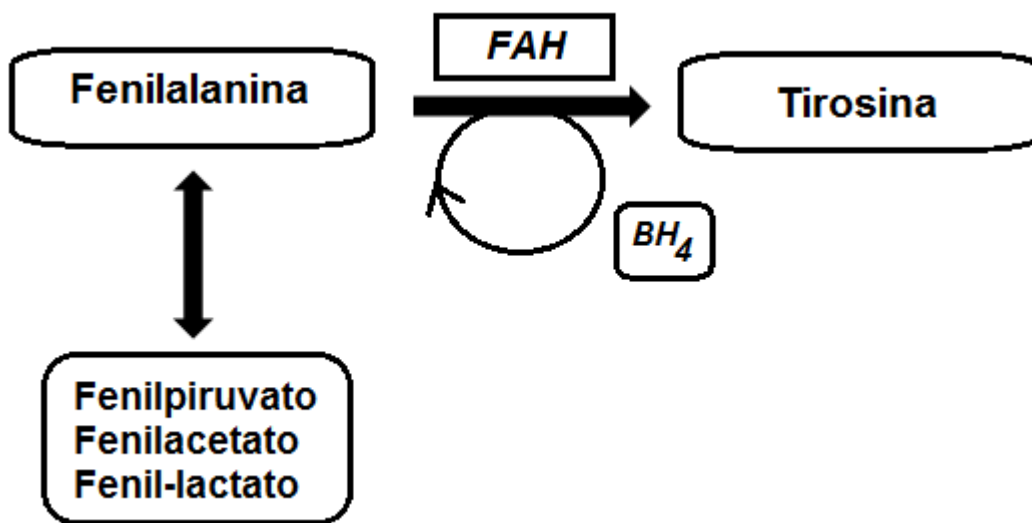 FAH
Fenilalanina
Tirosina
BH4
Fenilpiruvato
Fenilacetato
Fenil-lactato